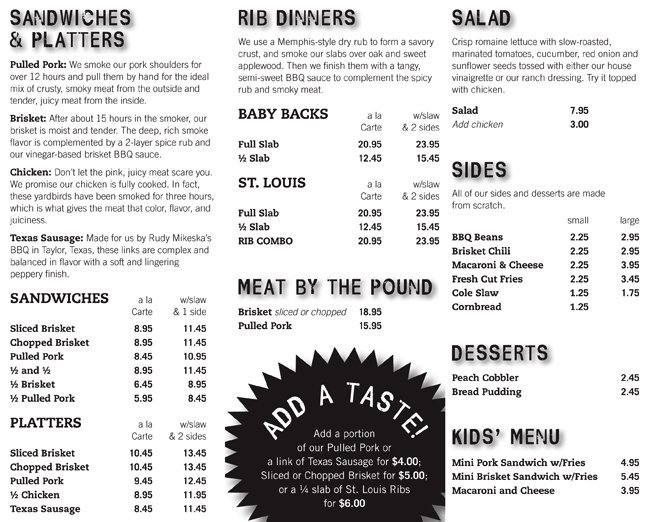 SANDWICHES
& PLATTERS
Pulled Pork: We smoke our pork shoulders for
over 12 hours and pull them by hand for the ideal
mix of crusty, smoky meat from the outside and
tender, juicy meat from the inside.
Brisket: After about 15 hours in the smoker, our
brisket is moist and tender. The deep, rich smoke
flavor is complemented by a 2-layer spice rub and
our vinegar-based brisket BBQ sauce.
Chicken: Don't let the pink, juicy meat scare you.
We promise our chicken is fully cooked. In fact,
these yardbirds have been smoked for three hours,
which is what gives the meat that color, flavor, and
juiciness.
Texas Sausage: Made for us by Rudy Mikeska's
BBQ in Taylor, Texas, these links are complex and
balanced in flavor with a soft and lingering
peppery finish.
SANDWICHES a la w/slaw
Carte & 1 side
Sliced Brisket 8.95 11.45
Chopped Brisket 8.95 11.45
Pulled Pork 8.45 10.95
½ and ½ 8.95 11.45
½ Brisket 6.45 8.95
½ Pulled Pork 5.95 8.45
PLATTERS a la w/slaw
Carte & 2 sides
Sliced Brisket 10.45 13.45
Chopped Brisket 10.45 13.45
Pulled Pork 9.45 12.45
½ Chicken 8.95 11.95
Texas Sausage 8.45 11.45
RIB DINNERS
We use a Memphis-style dry rub to form a savory
crust, and smoke our slabs over oak and sweet
applewood. Then we finish them with a tangy,
semi-sweet BBQ sauce to complement the spicy
rub and smoky meat.
BABY BACKS a la w/slaw
Carte & 2 sides
Full Slab 20.95 23.95
½ Slab 12.45 15.45
ST. LOUIS a la w/slaw
Carte & 2 sides
Full Slab 20.95 23.95
½ Slab 12.45 15.45
RIB COMBO 20.95 23.95
MEAT BY THE POUND
Brisket sliced or chopped 18.95
Pulled Pork 15.95
ADD A TASTE!
Add a portion
of our Pulled Pork or
a link of Texas Sausage for $4.00;
Sliced or Chopped Brisket for $5.00;
or a ¼ slab of St. Louis Ribs
for $6.00
SALAD
Crisp romaine lettuce with slow-roasted,
marinated tomatoes, cucumber, red onion and
sunflower seeds tossed with either our house
vinaigrette or our ranch dressing. Try it topped
with chicken.
Salad 7.95
Add chicken 3.00
SIDES
All of our sides and desserts are made
from scratch.
small large
BBQ Beans 2.25 2.95
Brisket Chili 2.25 2.95
Macaroni & Cheese 2.25 3.95
Fresh Cut Fries 2.25 3.45
Cole Slaw 1.25 1.75
Cornbread 1.25
DESSERTS
Peach Cobbler 2.45
Bread Pudding 2.45
KIDS' MENU
Mini Pork Sandwich w/Fries 4.95
Mini Brisket Sandwich w/Fries 5.45
Macaroni and Cheese 3.95